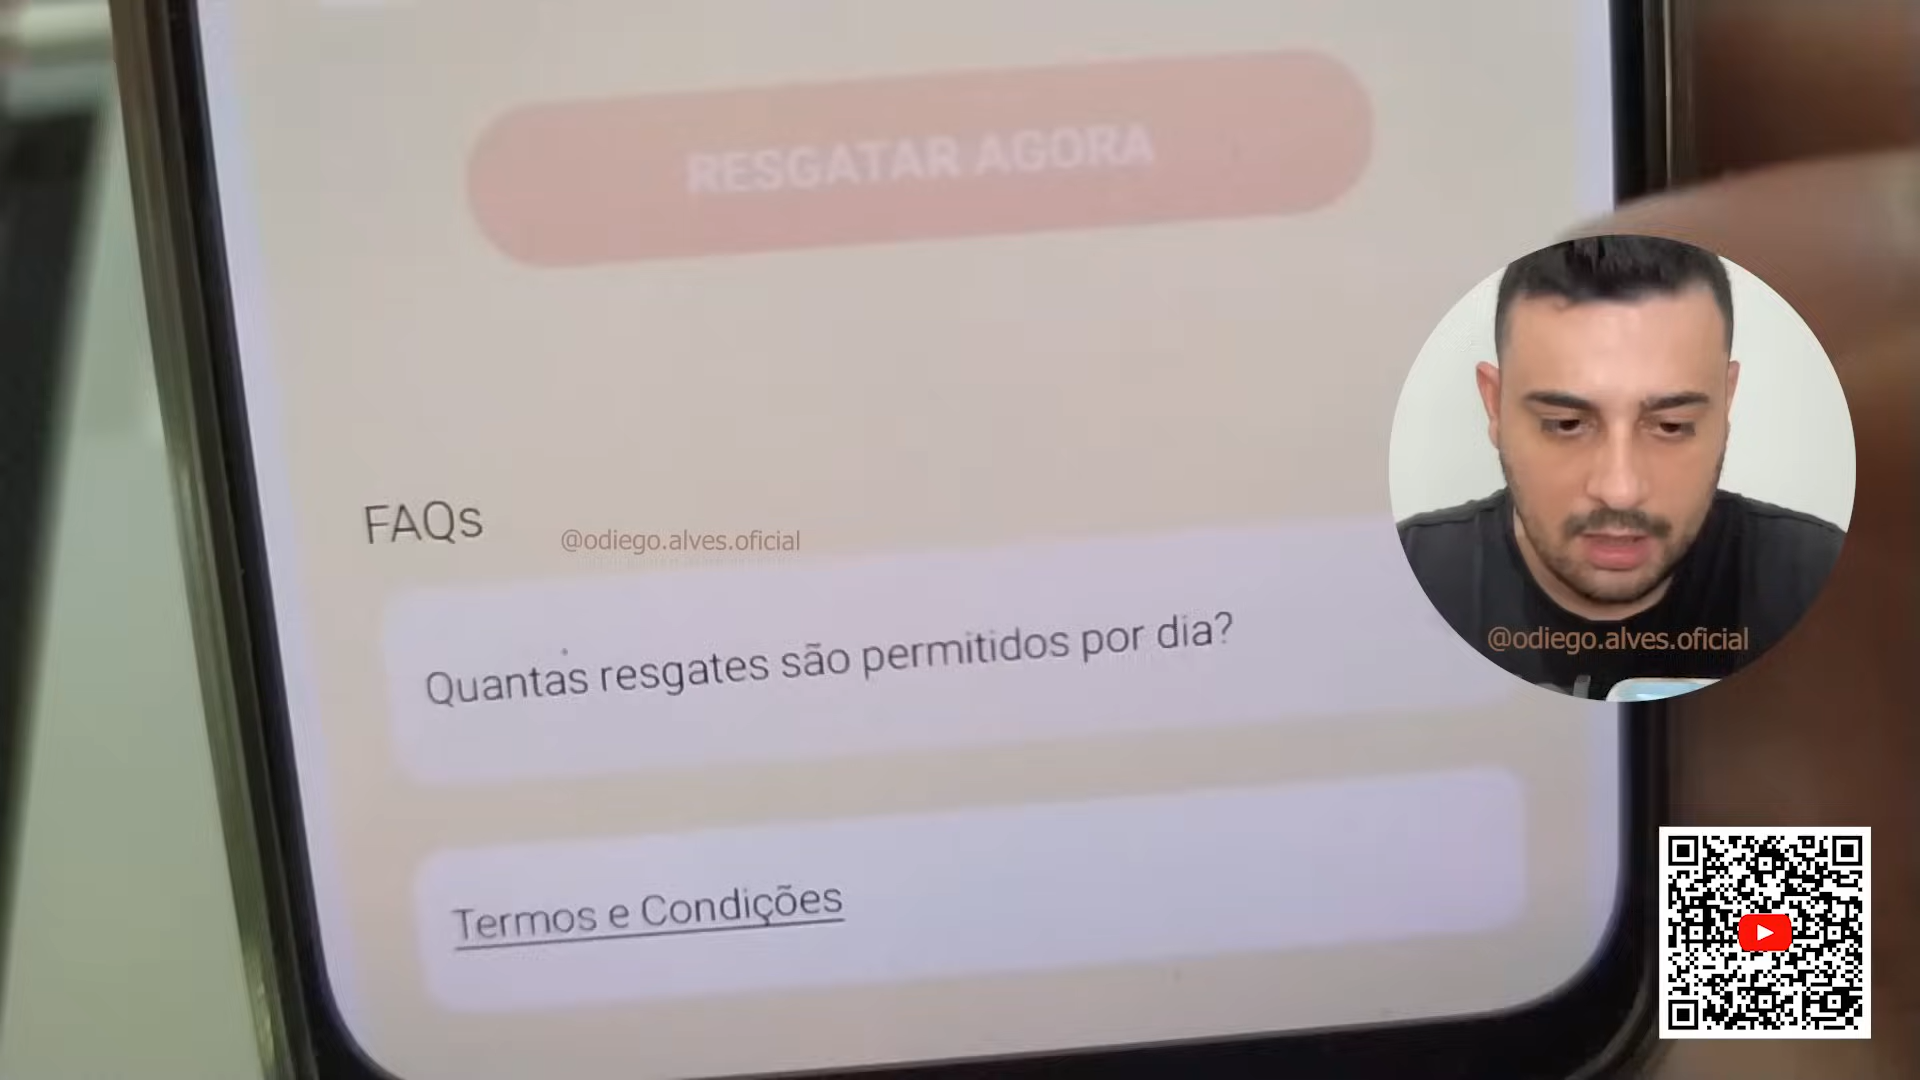 RESGATAR AGORA
FAQs
@odiego.alves.oficial
Quantas resgates são permitidos por dia?
@odiego.alves.oficial
Termos e Condições